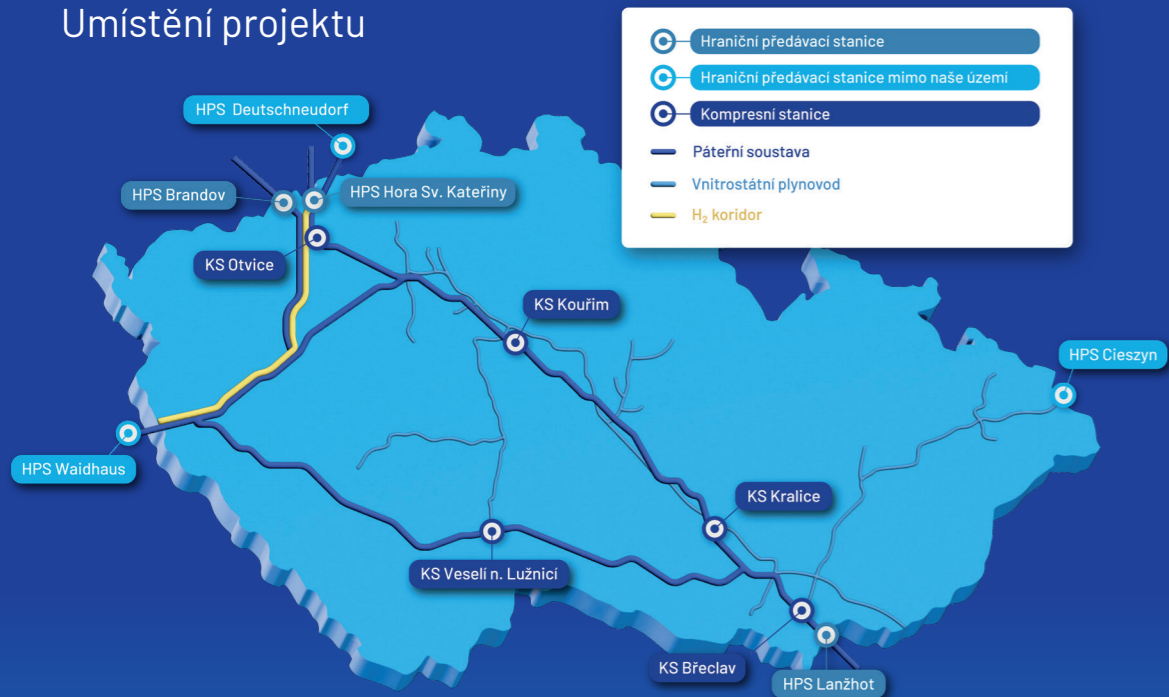 Umístění projektu
Hraniční předávací stanice
Hraniční předávací stanice mimo naše území
Kompresní stanice
Páteřní soustava
Vnitrostátní plynovod
H₂ koridor
HPS Deutschneudorf
HPS Brandov
HPS Hora Sv. Kateřiny
KS Otvice
KS Kouřim
HPS Cieszyn
HPS Waidhaus
KS Kralice
KS Veselí n. Lužnicí
KS Břeclav
HPS Lanžhot